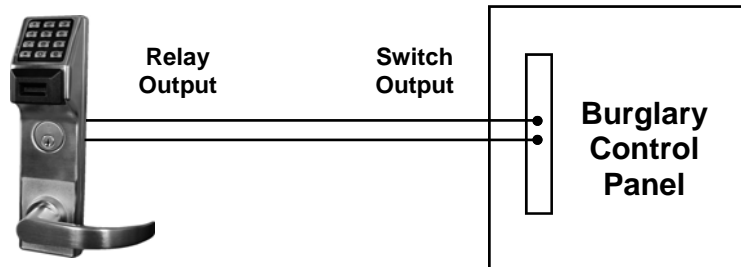 Relay
Output
Switch
Output
Burglary
Control
Panel